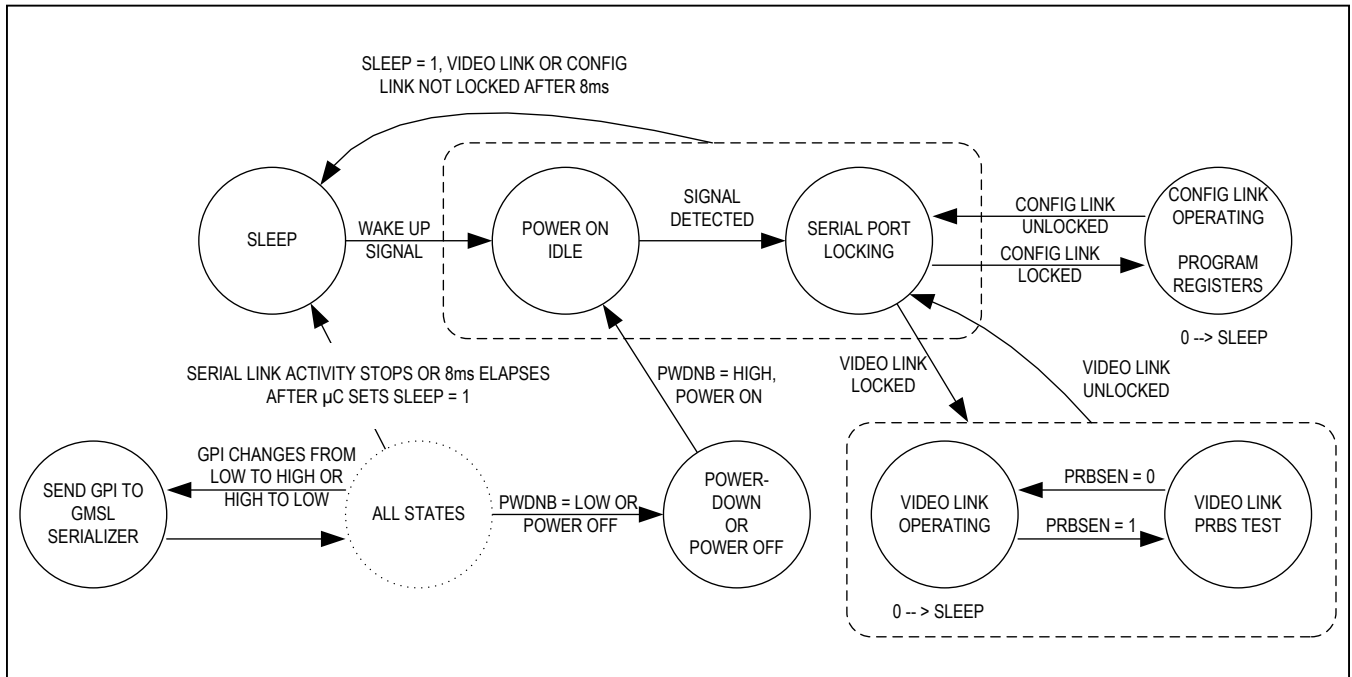 SLEEP = 1, VIDEO LINK OR CONFIG
LINK NOT LOCKED AFTER 8ms
SLEEP
WAKE UP
SIGNAL
POWER ON
IDLE
SIGNAL
DETECTED
SERIAL PORT
LOCKING
CONFIG LINK
UNLOCKED
CONFIG LINK
LOCKED
CONFIG LINK
OPERATING
PROGRAM
REGISTERS
0 --> SLEEP
SERIAL LINK ACTIVITY STOPS OR 8ms ELAPSES
AFTER µC SETS SLEEP = 1
PWDNB = HIGH,
POWER ON
VIDEO LINK
LOCKED
VIDEO LINK
UNLOCKED
SEND GPI TO
GMSL
SERIALIZER
GPI CHANGES FROM
LOW TO HIGH OR
HIGH TO LOW
ALL STATES
PWDNB = LOW OR
POWER OFF
POWER-
DOWN
OR
POWER OFF
VIDEO LINK
OPERATING
PRBSEN = 0
PRBSEN = 1
VIDEO LINK
PRBS TEST
0 -- > SLEEP